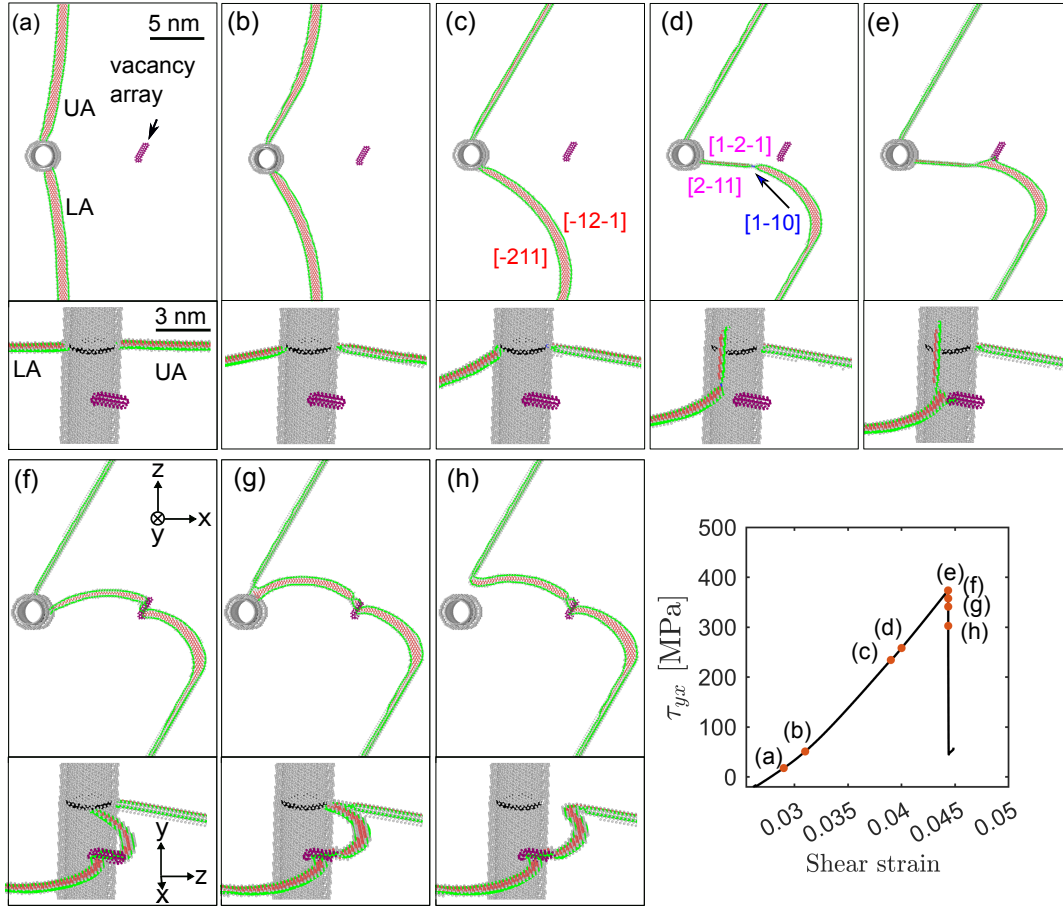 (a)
5 nm
vacancy
array
UA
LA
3 nm
LA
UA
(b)
(c)
[-12-1]
[-211]
(d)
[1-2-1]
[2-11]
[1-10]
(e)
(f)
z
x
y
y
z
x
(g)
(h)
500
400
300
200
100
0
τyx [MPa]
(a)
(b)
(c)
(d)
(e)
(f)
(g)
(h)
0.03
0.035
0.04
0.045
0.05
Shear strain